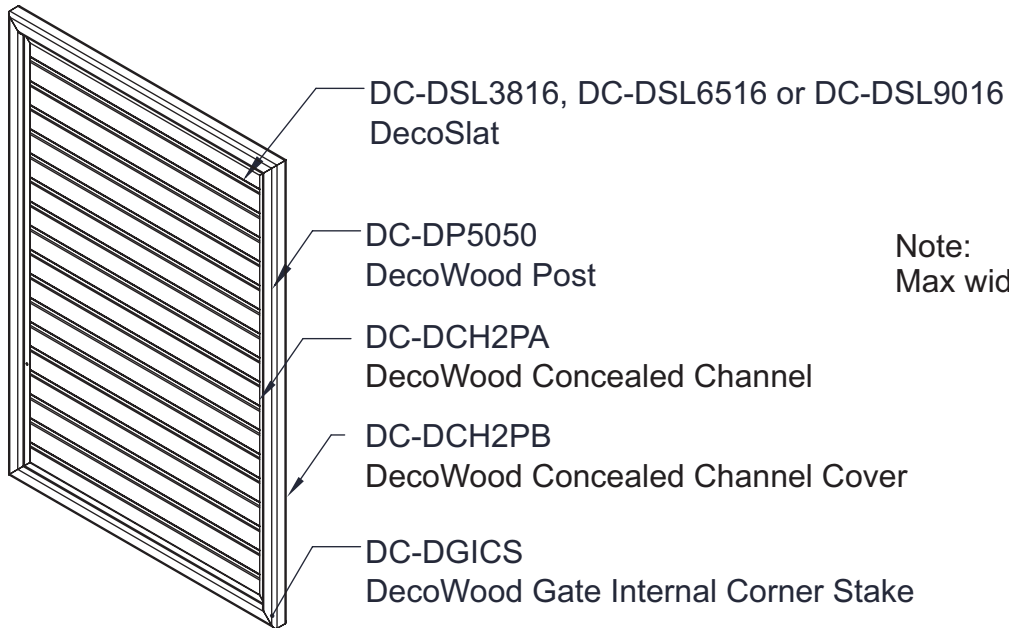 DC-DSL3816, DC-DSL6516 or DC-DSL9016
DecoSlat
DC-DP5050
DecoWood Post
Note:
Max
DC-DCH2PA
DecoWood Concealed Channel
DC-DCH2PB
DecoWood Concealed Channel Cover
DC-DGICS
DecoWood Gate Internal Corner Stake